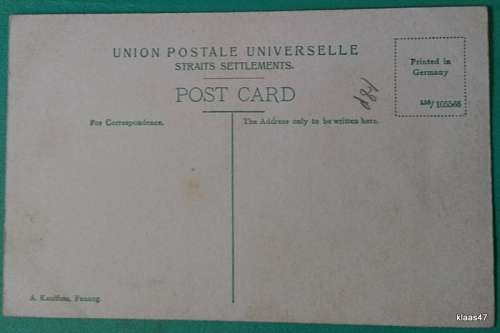 UNION POSTALE UNIVERSELLE
STRAITS SETTLEMENTS.
POST CARD
Printed in
Germany
For Correspondence.
The Address only to be written here.
A. Kaulfuss, Penang.
klaas47